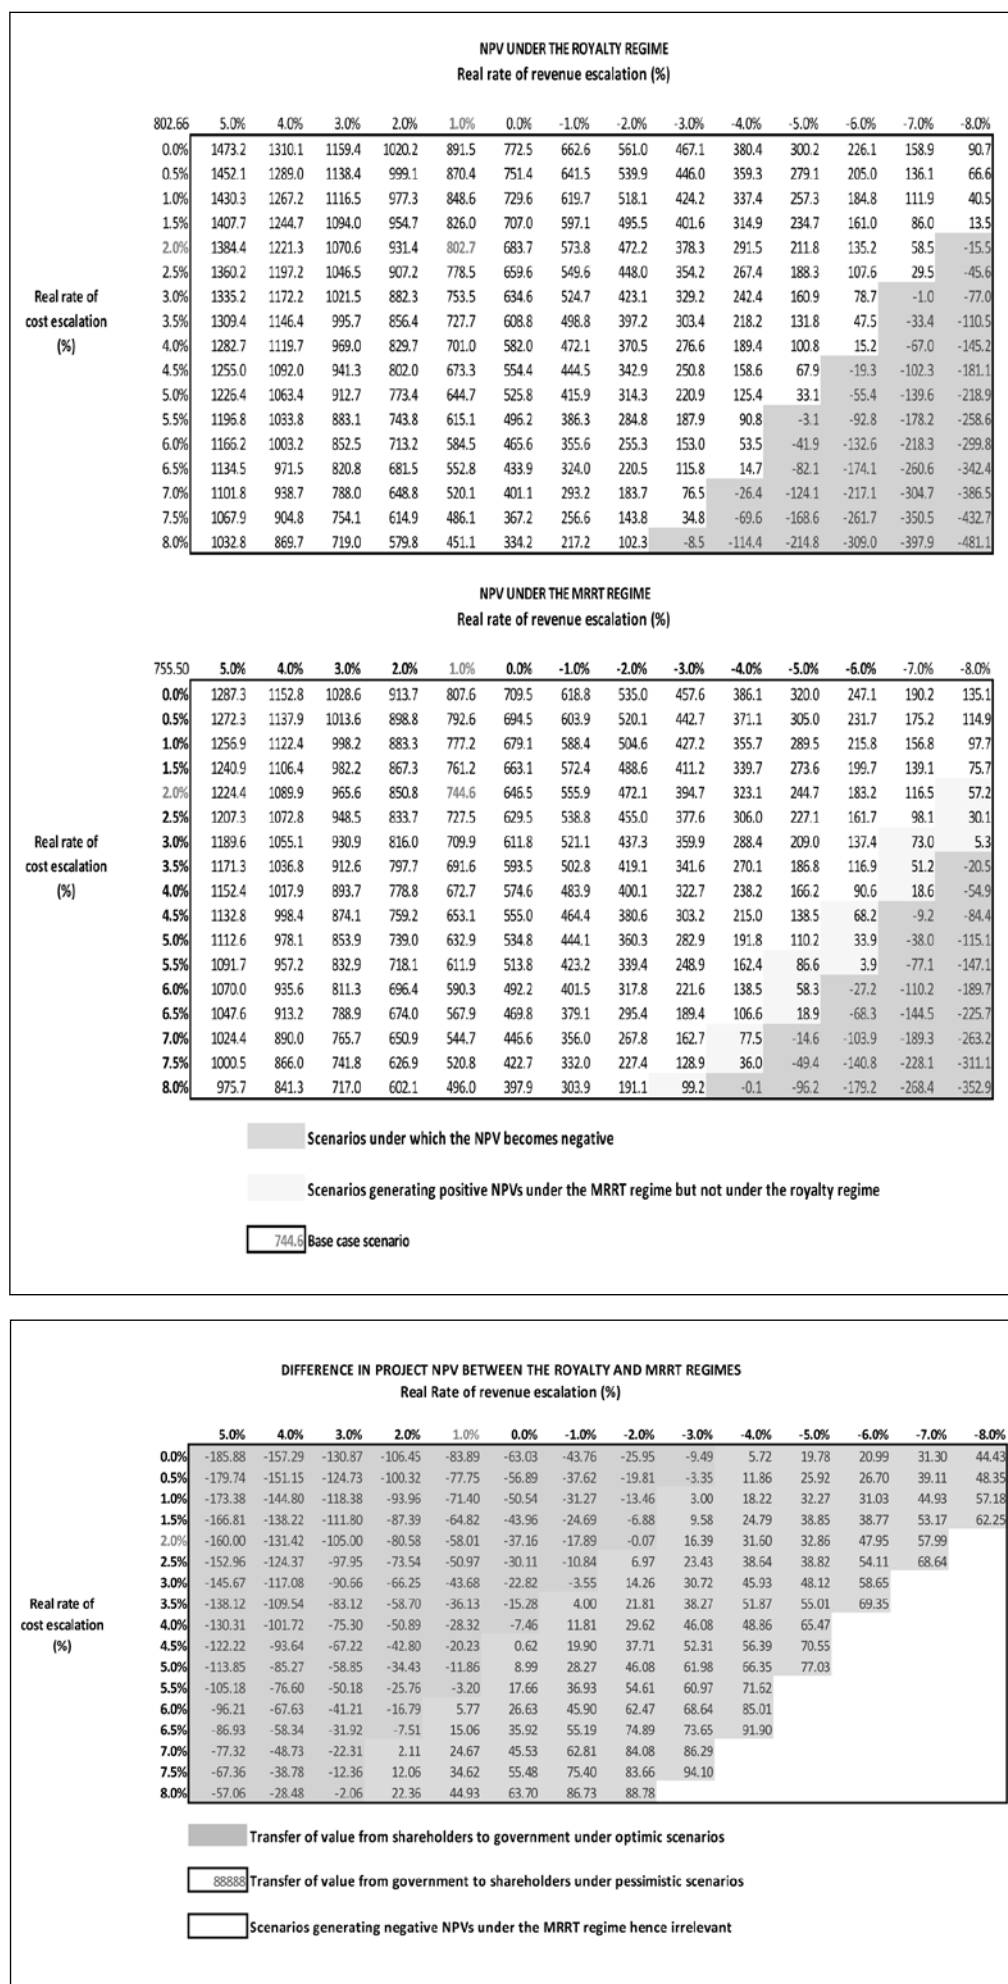 NPV UNDER THE ROYALTY REGIME
Real rate of revenue escalation (%)
802.66 5.0% 4.0% 3.0% 2.0% 1.0% 0.0% -1.0% -2.0% -3.0% -4.0% -5.0% -6.0% -7.0% -8.0%
0.0% 1473.2 1310.1 1159.4 1020.2 891.5 772.5 662.6 561.0 467.1 380.4 300.2 226.1 158.9 90.7
0.5% 1452.1 1289.0 1138.4 999.1 870.4 751.4 641.5 539.9 446.0 359.3 279.1 205.0 136.1 66.6
1.0% 1430.3 1267.2 1116.5 977.3 848.6 729.6 619.7 518.1 424.2 337.4 257.3 184.8 111.9 40.5
1.5% 1407.7 1244.7 1094.0 954.7 826.0 707.0 597.1 495.5 401.6 314.9 234.7 161.0 86.0 13.5
2.0% 1384.4 1221.3 1070.6 931.4 802.7 683.7 573.8 472.2 378.3 291.5 211.8 135.2 58.5 -15.5
2.5% 1360.2 1197.2 1046.5 907.2 778.5 659.6 549.6 448.0 354.2 267.4 188.3 107.6 29.5 -45.6
Real rate of cost escalation (%)
3.0% 1335.2 1172.2 1021.5 882.3 753.5 634.6 524.7 423.1 329.2 242.4 160.9 78.7 -1.0 -77.0
3.5% 1309.4 1146.4 995.7 856.4 727.7 608.8 498.8 397.2 303.4 218.2 131.8 47.5 -33.4 -110.5
4.0% 1282.7 1119.7 969.0 829.7 701.0 582.0 472.1 370.5 276.6 189.4 100.8 15.2 -67.0 -145.2
4.5% 1255.0 1092.0 941.3 802.0 673.3 554.4 444.5 342.9 250.8 158.6 67.9 -19.3 -102.3 -181.1
5.0% 1226.4 1063.4 912.7 773.4 644.7 525.8 415.9 314.3 220.9 125.4 33.1 -55.4 -139.6 -218.9
5.5% 1196.8 1033.8 883.1 743.8 615.1 496.2 386.3 284.8 187.9 90.8 -3.1 -92.8 -178.2 -258.6
6.0% 1166.2 1003.2 852.5 713.2 584.5 465.6 355.6 255.3 153.0 53.5 -41.9 -132.6 -218.3 -299.8
6.5% 1134.5 971.5 820.8 681.5 552.8 433.9 324.0 220.5 115.8 14.7 -82.1 -174.1 -260.6 -342.4
7.0% 1101.8 938.7 788.0 648.8 520.1 401.1 293.2 183.7 76.5 -26.4 -124.1 -217.1 -304.7 -386.5
7.5% 1067.9 904.8 754.1 614.9 486.1 367.2 256.6 143.8 34.8 -69.6 -168.6 -261.7 -350.5 -432.7
8.0% 1032.8 869.7 719.0 579.8 451.1 334.2 217.2 102.3 -8.5 -114.4 -214.8 -309.0 -397.9 -481.1
NPV UNDER THE MRRT REGIME
Real rate of revenue escalation (%)
755.50 5.0% 4.0% 3.0% 2.0% 1.0% 0.0% -1.0% -2.0% -3.0% -4.0% -5.0% -6.0% -7.0% -8.0%
0.0% 1287.3 1152.8 1028.6 913.7 807.6 709.5 618.8 535.0 457.6 386.1 320.0 247.1 190.2 135.1
0.5% 1272.3 1137.9 1013.6 898.8 792.6 694.5 603.9 520.1 442.7 371.1 305.0 231.7 175.2 114.9
1.0% 1256.9 1122.4 998.2 883.3 777.2 679.1 588.4 504.6 427.2 355.7 289.5 215.8 156.8 97.7
1.5% 1240.9 1106.4 982.2 867.3 761.2 663.1 572.4 488.6 411.2 339.7 273.6 199.7 139.1 75.7
2.0% 1224.4 1089.9 965.6 850.8 744.6 646.5 555.9 472.1 394.7 323.1 244.7 183.2 116.5 57.2
2.5% 1207.3 1072.8 948.5 833.7 727.5 629.5 538.8 455.0 377.6 306.0 227.1 161.7 98.1 30.1
Real rate of cost escalation (%)
3.0% 1189.6 1055.1 930.9 816.0 709.9 611.8 521.1 437.3 359.9 288.4 209.0 137.4 73.0 5.3
3.5% 1171.3 1036.8 912.6 797.7 691.6 593.5 502.8 419.1 341.6 270.1 186.8 116.9 51.2 -20.5
4.0% 1152.4 1017.9 893.7 778.8 672.7 574.6 483.9 400.1 322.7 238.2 166.2 90.6 18.6 -54.9
4.5% 1132.8 998.4 874.1 759.2 653.1 555.0 464.4 380.6 303.2 215.0 138.5 68.2 -9.2 -84.4
5.0% 1112.6 978.1 853.9 739.0 632.9 534.8 444.1 360.3 282.9 191.8 110.2 33.9 -38.0 -115.1
5.5% 1091.7 957.2 832.9 718.1 611.9 513.8 423.2 339.4 248.9 162.4 86.6 3.9 -77.1 -147.1
6.0% 1070.0 935.6 811.3 696.4 590.3 492.2 401.5 317.8 221.6 138.5 58.3 -27.2 -110.2 -189.7
6.5% 1047.6 913.2 788.9 674.0 567.9 469.8 379.1 295.4 189.4 106.6 18.9 -68.3 -144.5 -225.7
7.0% 1024.4 890.0 765.7 650.9 544.7 446.6 356.0 267.8 162.7 77.5 -14.6 -103.9 -189.3 -263.2
7.5% 1000.5 866.0 741.8 626.9 520.8 422.7 332.0 227.4 128.9 36.0 -49.4 -140.8 -228.1 -311.1
8.0% 975.7 841.3 717.0 602.1 496.0 397.9 303.9 191.1 99.2 -0.1 -96.2 -179.2 -268.4 -352.9
Scenarios under which the NPV becomes negative
Scenarios generating positive NPVs under the MRRT regime but not under the royalty regime
744.6 Base case scenario
DIFFERENCE IN PROJECT NPV BETWEEN THE ROYALTY AND MRRT REGIMES
Real Rate of revenue escalation (%)
5.0% 4.0% 3.0% 2.0% 1.0% 0.0% -1.0% -2.0% -3.0% -4.0% -5.0% -6.0% -7.0% -8.0%
0.0% -185.88 -157.29 -130.87 -106.45 -83.89 -63.03 -43.76 -25.95 -9.49 5.72 19.78 20.99 31.30 44.43
0.5% -179.74 -151.15 -124.73 -100.32 -77.75 -56.89 -37.62 -19.81 -3.35 11.86 25.92 26.70 39.11 48.35
1.0% -173.38 -144.80 -118.38 -93.96 -71.40 -50.54 -31.27 -13.46 3.00 18.22 32.27 31.03 44.93 57.18
1.5% -166.81 -138.22 -111.80 -87.39 -64.82 -43.96 -24.69 -6.88 9.58 24.79 38.85 38.77 53.17 62.25
2.0% -160.00 -131.42 -105.00 -80.58 -58.01 -37.16 -17.89 -0.07 16.39 31.60 32.86 47.95 57.99
2.5% -152.96 -124.37 -97.95 -73.54 -50.97 -30.11 -10.84 6.97 23.43 38.64 38.82 54.11 68.64
3.0% -145.67 -117.08 -90.66 -66.25 -43.68 -22.82 -3.55 14.26 30.72 45.93 48.12 58.65
Real rate of cost escalation (%)
3.5% -138.12 -109.54 -83.12 -58.70 -36.13 -15.28 4.00 21.81 38.27 51.87 55.01 69.35
4.0% -130.31 -101.72 -75.30 -50.89 -28.32 -7.46 11.81 29.62 46.08 48.86 65.47
4.5% -122.22 -93.64 -67.22 -42.80 -20.23 0.62 19.90 37.71 52.31 56.39 70.55
5.0% -113.85 -85.27 -58.85 -34.43 -11.86 8.99 28.27 46.08 61.98 66.35 77.03
5.5% -105.18 -76.60 -50.18 -25.76 -3.20 17.66 36.93 54.61 60.97 71.62
6.0% -96.21 -67.63 -41.21 -16.79 5.77 26.63 45.90 62.47 68.64 85.01
6.5% -86.93 -58.34 -31.92 -7.51 15.06 35.92 55.19 74.89 73.65 91.90
7.0% -77.32 -48.73 -22.31 2.11 24.67 45.53 62.81 84.08 86.29
7.5% -67.36 -38.78 -12.36 12.06 34.62 55.48 75.40 83.66 94.10
8.0% -57.06 -28.48 -2.06 22.36 44.93 63.70 86.73 88.78
Transfer of value from shareholders to government under optimic scenarios
88888 Transfer of value from government to shareholders under pessimistic scenarios
Scenarios generating negative NPVs under the MRRT regime hence irrelevant